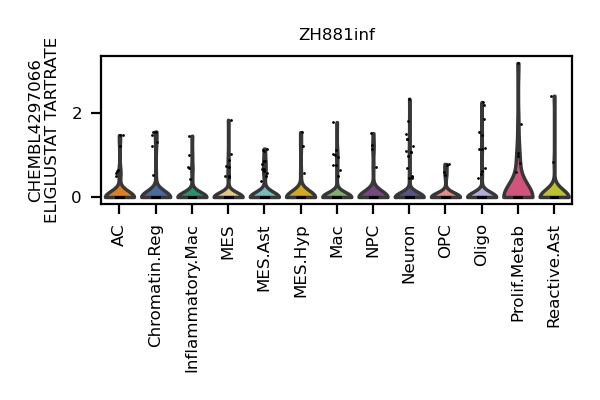 ZH881inf
CHEMBL4297066
ELIGLUSTAT TARTRATE
2
0
AC
Chromatin.Reg
Inflammatory.Mac
MES
MES.Ast
MES.Hyp
Mac
NPC
Neuron
OPC
Oligo
Prolif.Metab
Reactive.Ast